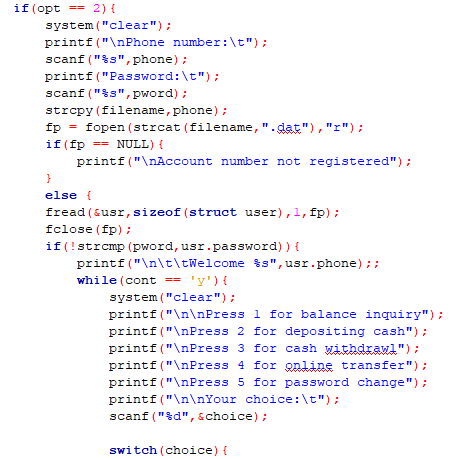 if(opt == 2){
system("clear");
printf("\nPhone number:\t");
scanf("%s",phone);
printf("Password:\t");
scanf("%s",pword);
strcpy(filename,phone);
fp = fopen(strcat(filename,".dat"),"r");
if(fp == NULL){
printf("\nAccount number not registered");
}
else {
fread(&usr,sizeof(struct user),1,fp);
fclose(fp);
if(!strcmp(pword,usr.password)){
printf("\n\t\tWelcome %s",usr.phone);;
while(cont == 'y'){
system("clear");
printf("\n\nPress 1 for balance inquiry");
printf("\nPress 2 for depositing cash");
printf("\nPress 3 for cash withdrawl");
printf("\nPress 4 for online transfer");
printf("\nPress 5 for password change");
printf("\n\nYour choice:\t");
scanf("%d",&choice);
switch(choice){